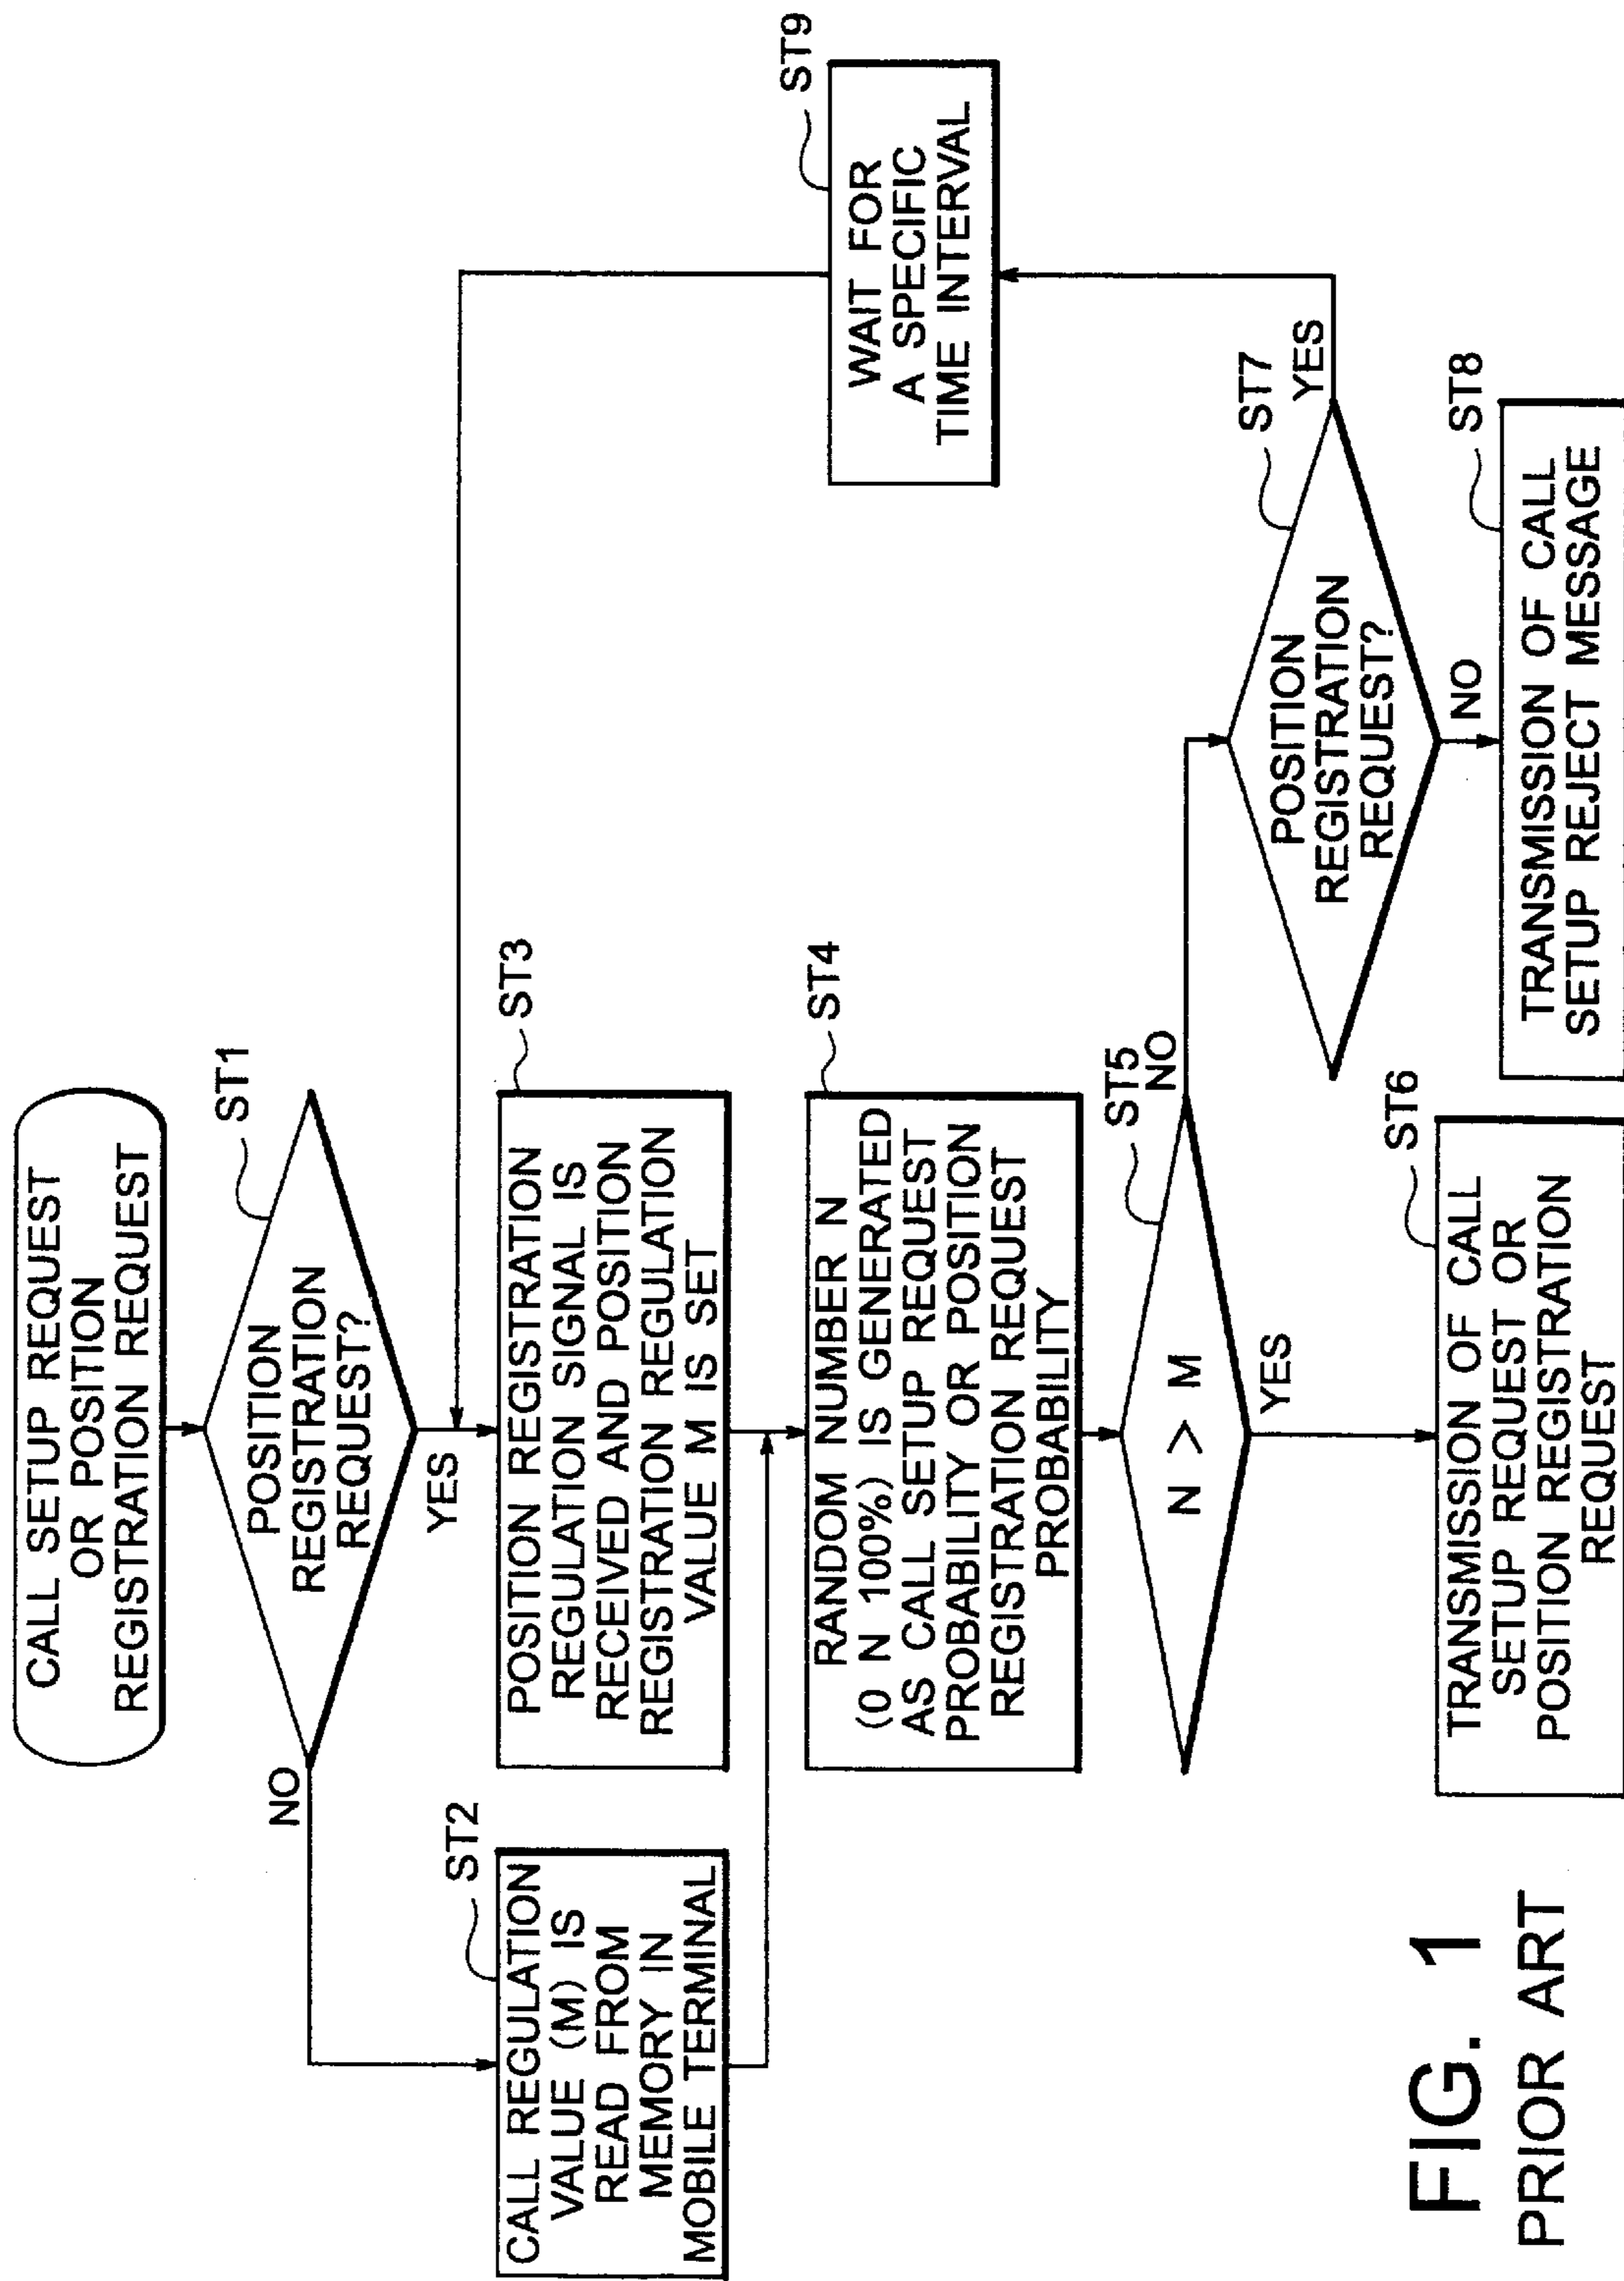 CALL SETUP REQUEST
OR POSITION
REGISTRATION REQUEST
ST1
POSITION
REGISTRATION
REQUEST?
NO
YES
ST2
CALL REGULATION
VALUE (M) IS
READ FROM
MEMORY IN
MOBILE TERMINAL
ST3
POSITION REGISTRATION
REGULATION SIGNAL IS
RECEIVED AND POSITION
REGISTRATION REGULATION
VALUE M IS SET
ST4
RANDOM NUMBER N
(0 N 100%) IS GENERATED
AS CALL SETUP REQUEST
PROBABILITY OR POSITION
REGISTRATION REQUEST
PROBABILITY
ST5
N > M
NO
YES
ST6
TRANSMISSION OF CALL
SETUP REQUEST OR
POSITION REGISTRATION
REQUEST
ST7
POSITION
REGISTRATION
REQUEST?
YES
NO
ST8
TRANSMISSION OF CALL
SETUP REJECT MESSAGE
ST9
WAIT FOR
A SPECIFIC
TIME INTERVAL
FIG. 1
PRIOR ART